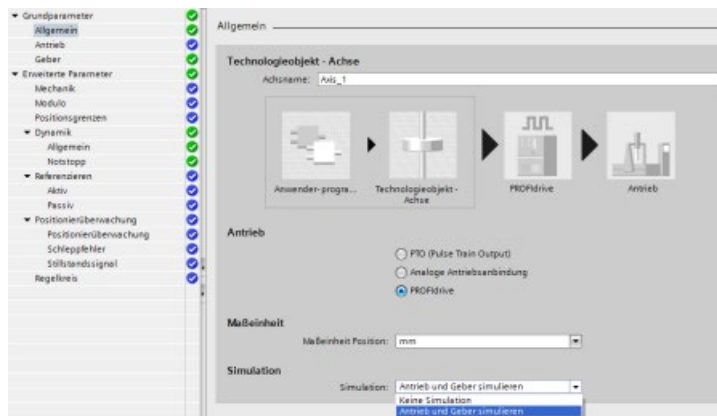 Grundparameter
Allgemein
Antrieb
Geber
Erweiterte Parameter
Mechanik
Modulo
Positionsgrenzen
Dynamik
Allgemein
Notstopp
Referenzieren
Aktiv
Passiv
Positionierüberwachung
Positionierüberwachung
Schleppfehler
Stillstandssignal
Regelkreis
Allgemein
Technologieobjekt - Achse
Achsname: Axis_1
Anwender- progra... Technologieobjekt - Achse PROFIdrive Antrieb
Antrieb
PTO (Pulse Train Output)
Analoge Antriebsanbindung
PROFIdrive
Maßeinheit
Maßeinheit Position: mm
Simulation
Simulation: Antrieb und Geber simulieren
Keine Simulation
Antrieb und Geber simulieren